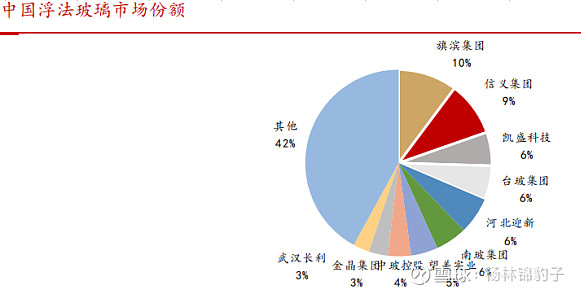 中国浮法玻璃市场份额
旗滨集团
10%
信义集团
9%
凯盛科技
6%
台玻集团
6%
河北迎新
6%
南玻集团
6%
望美实业
5%
中玻控股
4%
金晶集团
3%
武汉长利
3%
其他
42%
雪球:杨林锦豹子